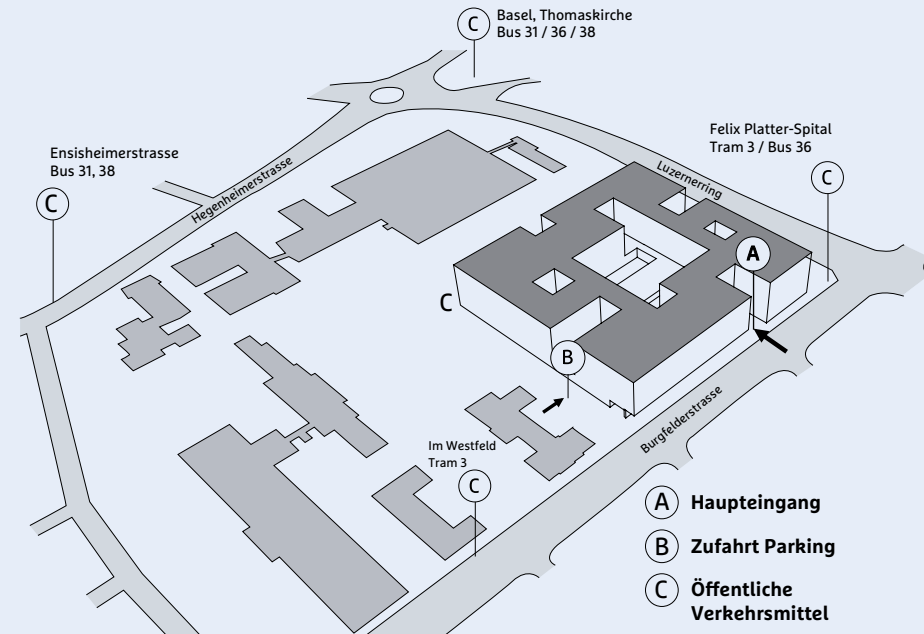 C
Basel, Thomaskirche
Bus 31 / 36 / 38
Felix Platter-Spital
Tram 3 / Bus 36
C
Ensisheimerstrasse
Bus 31, 38
C
Hegenheimerstrasse
Luzernerring
A
C
B
Burgfelderstrasse
Im Westfeld
Tram 3
C
A Haupteingang
B Zufahrt Parking
C Öffentliche
Verkehrsmittel